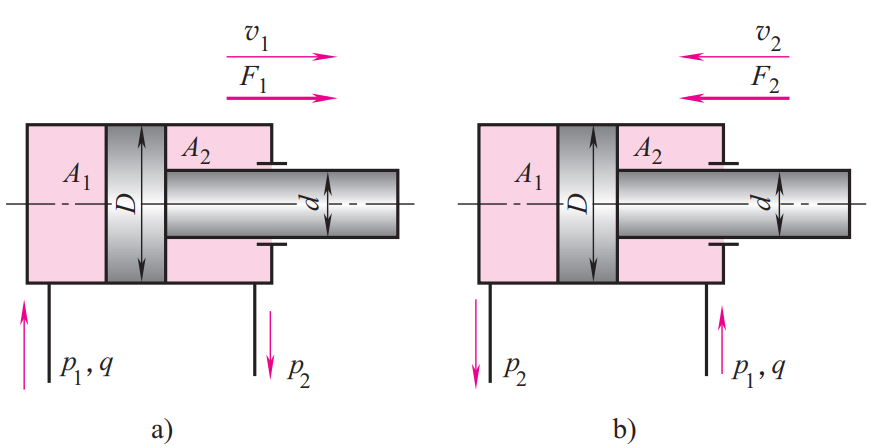 v₁
F₁
A₁ D A₂ d
p₁, q
p₂
a)
v₂
F₂
A₁ D A₂ d
p₂
p₁, q
b)